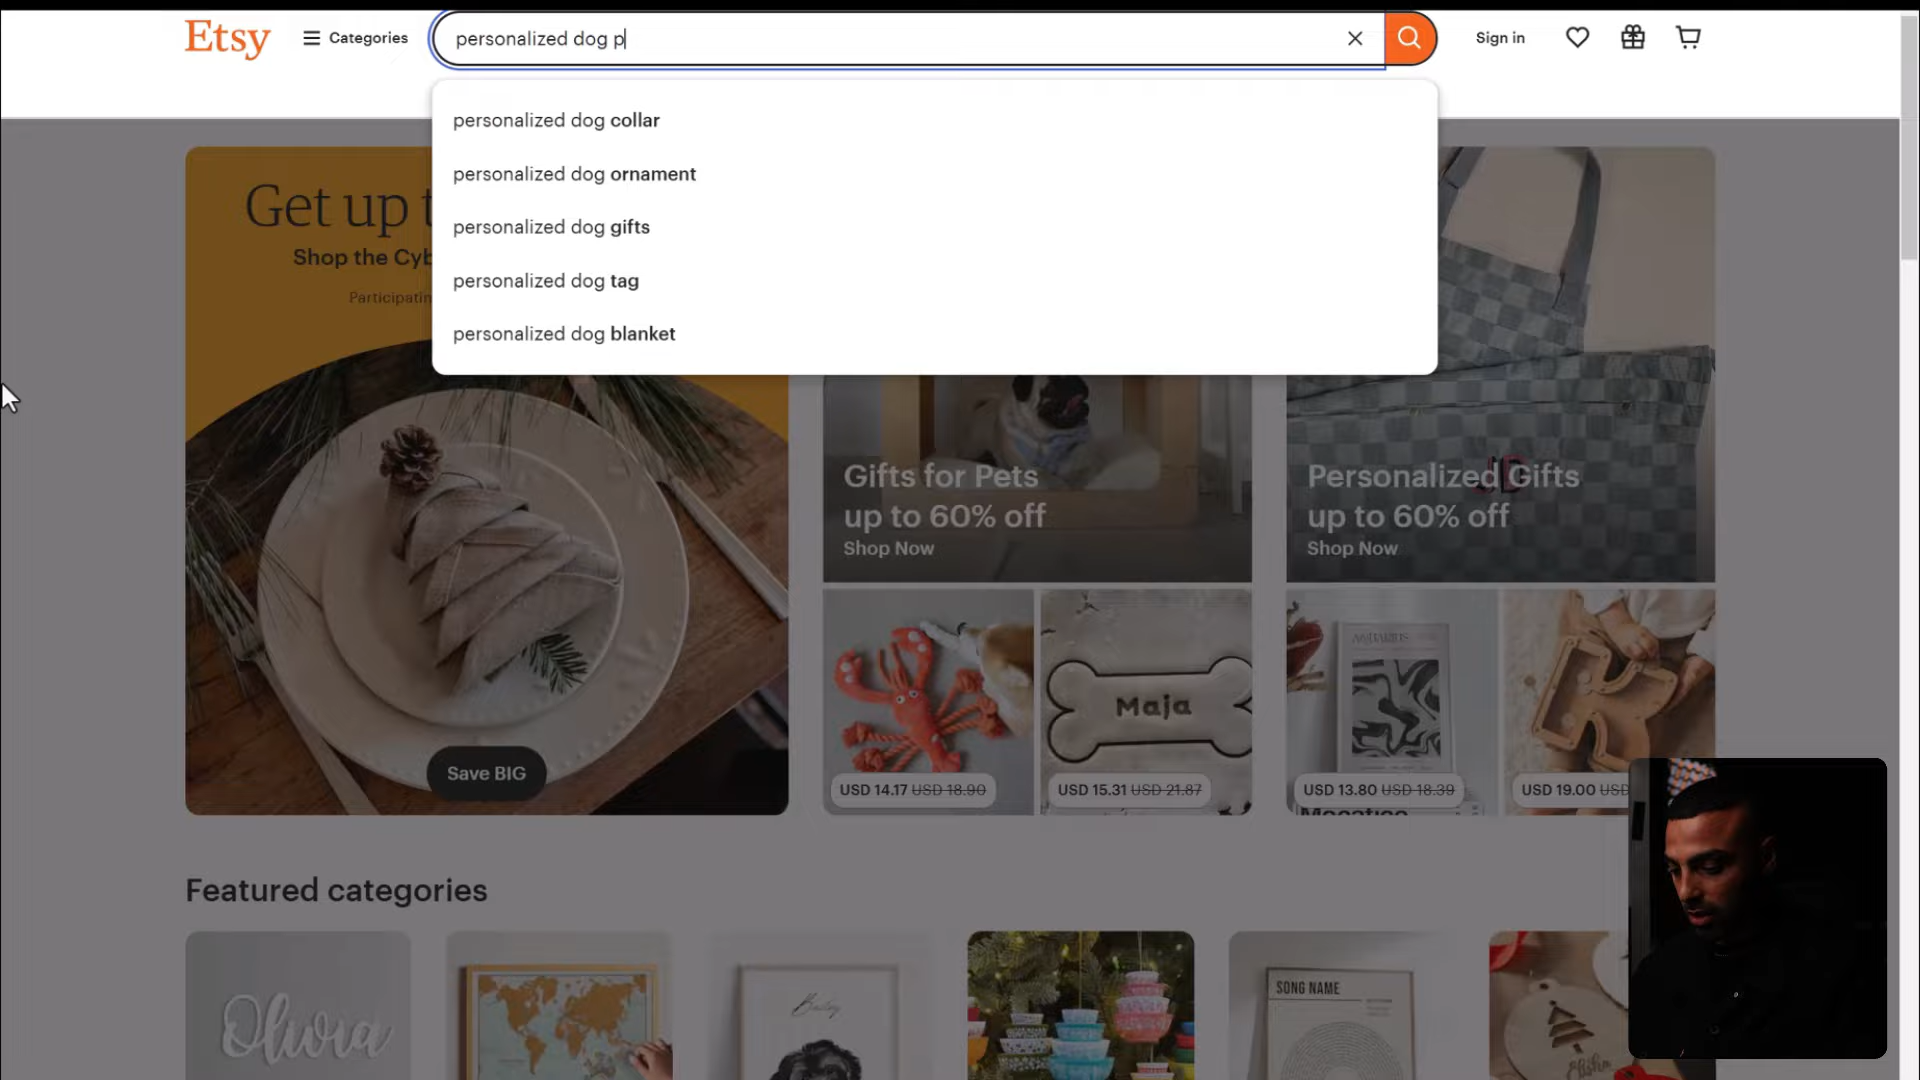 Etsy
Categories
personalized dog p
Sign in
personalized dog collar
personalized dog ornament
personalized dog gifts
personalized dog tag
personalized dog blanket
Get up t
Shop the Cyb
Participatin
Save BIG
Gifts for Pets
up to 60% off
Shop Now
Maja
USD 14.17 USD 18.90
USD 15.31 USD 21.87
Personalized Gifts
up to 60% off
Shop Now
USD 13.80 USD 18.39
USD 19.00 USD
Featured categories
Olivia
Bailey
SONG NAME